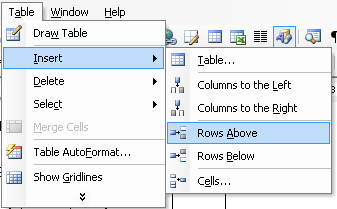 Table Window Help
Draw Table
Insert
Delete
Select
Merge Cells
Table AutoFormat...
Show Gridlines
Table...
Columns to the Left
Columns to the Right
Rows Above
Rows Below
Cells...